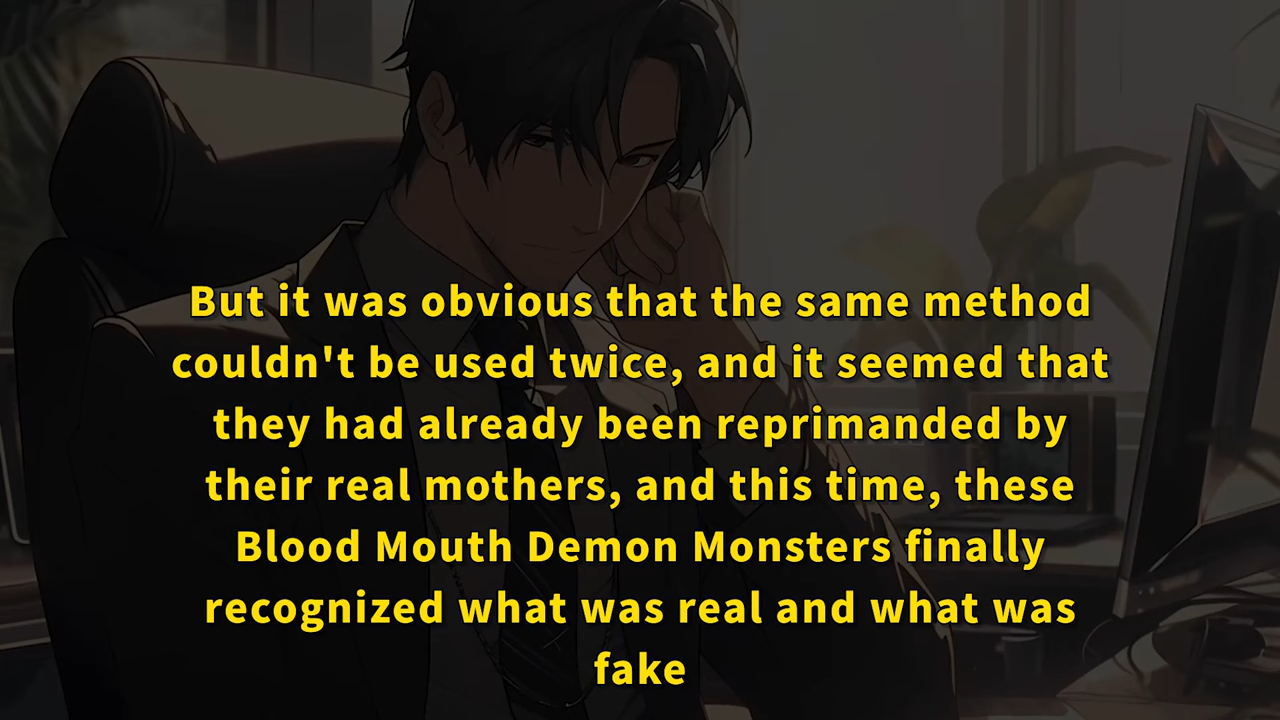 But it was obvious that the same method
couldn't be used twice, and it seemed that
they had already been reprimanded by
their real mothers, and this time, these
Blood Mouth Demon Monsters finally
recognized what was real and what was
fake